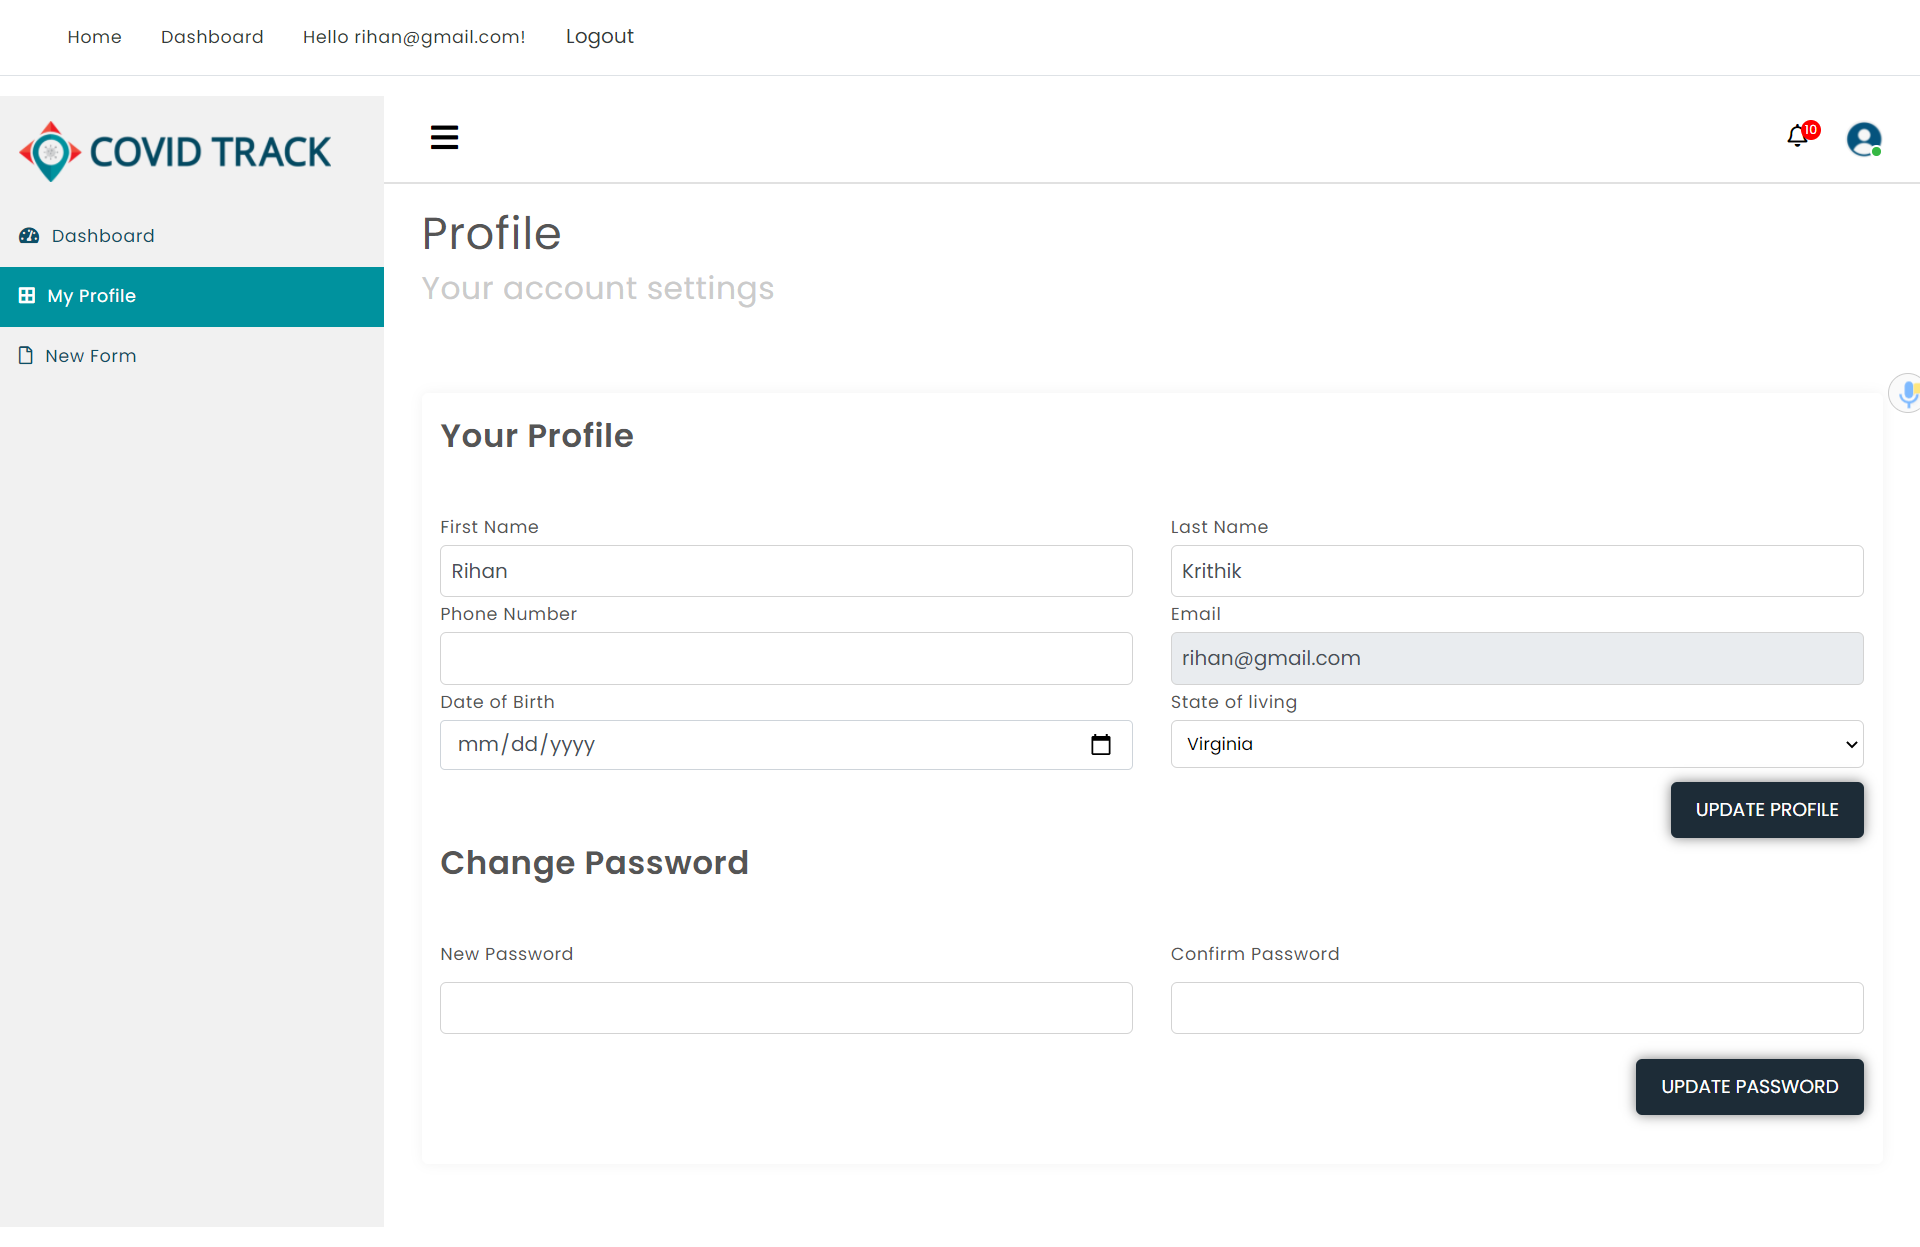 Home Dashboard Hello rihan@gmail.com! Logout
COVID TRACK
10
Dashboard
My Profile
New Form
Profile
Your account settings
Your Profile
First Name Last Name
Rihan Krithik
Phone Number Email
rihan@gmail.com
Date of Birth State of living
mm/dd/yyyy Virginia
UPDATE PROFILE
Change Password
New Password Confirm Password
UPDATE PASSWORD